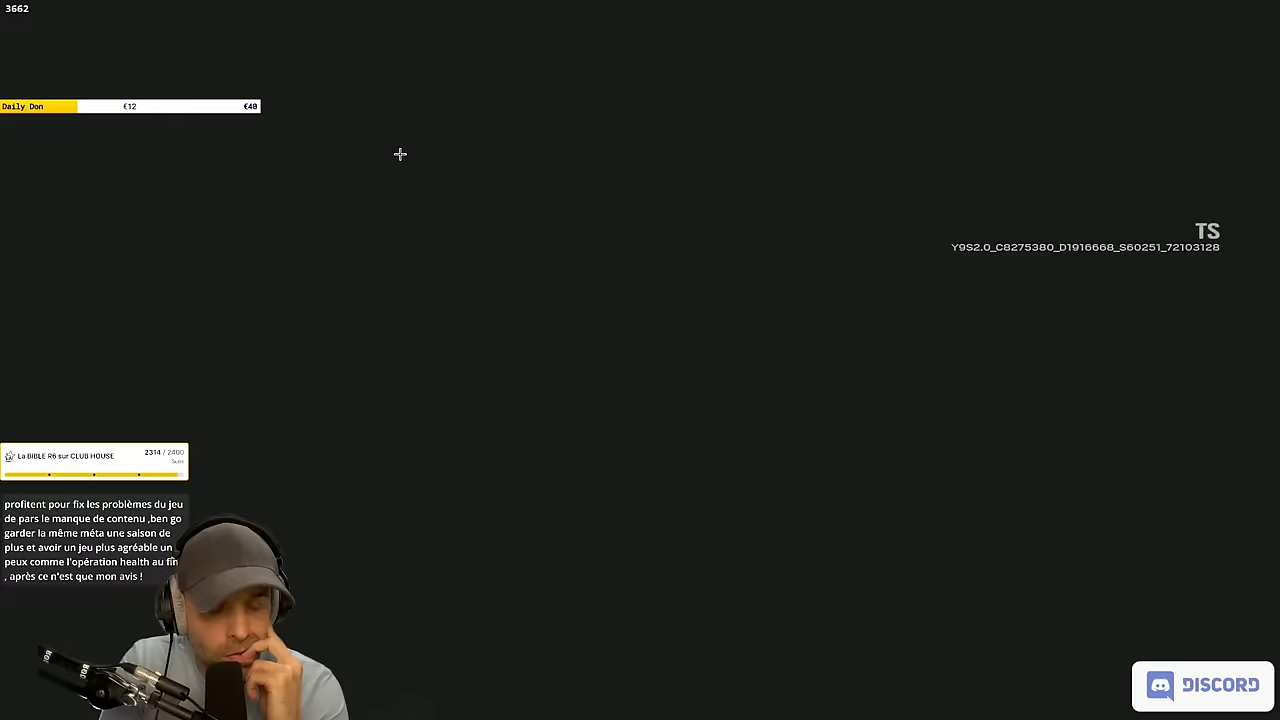 3662
Daily Don €12 €40
TS
Y9S2.0_C8275380_D1916668_S60251_72103128
La BIBLE R6 sur CLUB HOUSE 2314 / 2400
Subs
profitent pour fix les problèmes du jeu
de pars le manque de contenu ,ben go
garder la même méta une saison de
plus et avoir un jeu plus agréable un
peux comme l'opération health au fin
, après ce n'est que mon avis !
DISCORD